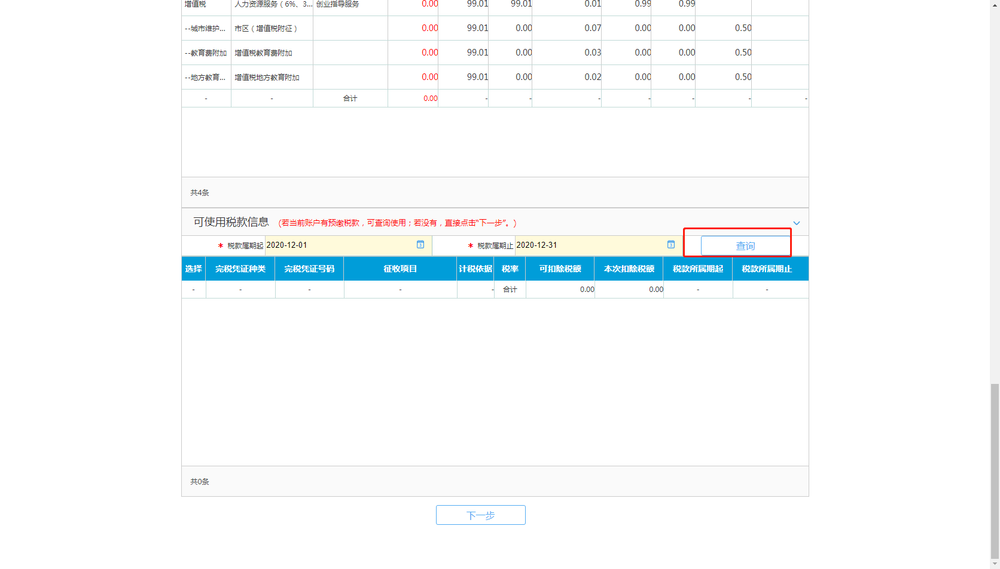 增值税 人力资源服务（6%、3... 创业指导服务 0.00 99.01 99.01 0.01 0.99 0.99
--城市维护... 市区（增值税附征） 0.00 99.01 0.00 0.07 0.00 0.00 0.50
--教育费附加 增值税教育费附加 0.00 99.01 0.00 0.03 0.00 0.00 0.50
--地方教育... 增值税地方教育附加 0.00 99.01 0.00 0.02 0.00 0.00 0.50
- - 合计 0.00 - - - - - - -
共4条
可使用税款信息 （若当前账户有预缴税款，可查询使用；若没有，直接点击“下一步”。）
* 税款属期起 2020-12-01 * 税款属期止 2020-12-31 查询
选择 完税凭证种类 完税凭证号码 征收项目 计税依据 税率 可扣除税额 本次扣除税额 税款所属期起 税款所属期止
- - - - - 合计 0.00 0.00 - -
共0条
下一步